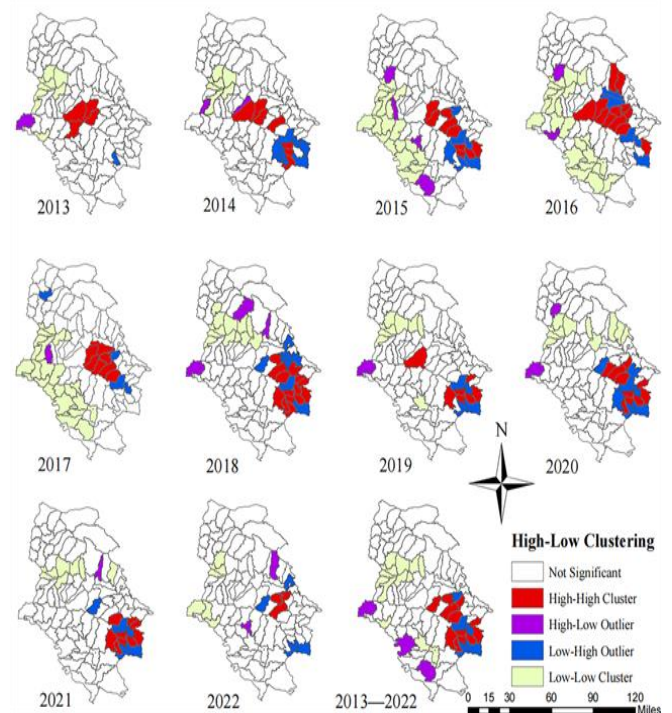 2013
2014
2015
2016
2017
2018
2019
2020
N
2021
2022
2013—2022
High-Low Clustering
Not Significant
High-High Cluster
High-Low Outlier
Low-High Outlier
Low-Low Cluster
0 15 30 60 90 120
Miles